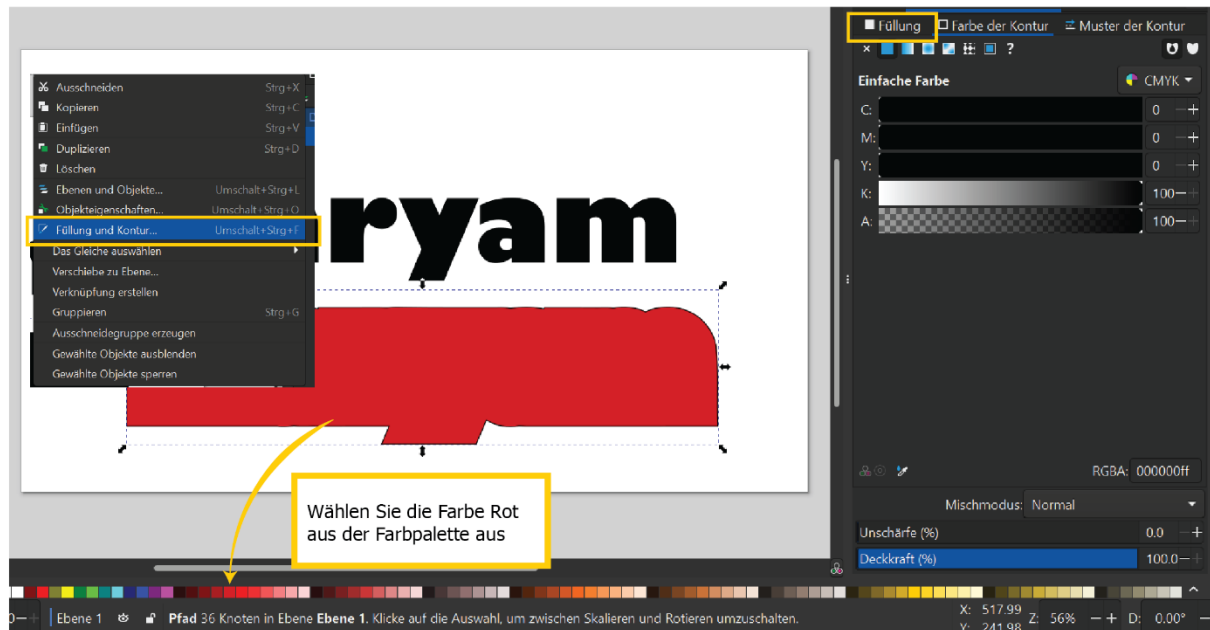 Füllung Farbe der Kontur Muster der Kontur
?
Einfache Farbe CMYK
C: 0 −+
M: 0 −+
Y: 0 −+
K: 100−+
A: 100−+
RGBA: 000000ff
Mischmodus: Normal
Unschärfe (%) 0.0 −+
Deckkraft (%) 100.0−+
Ausschneiden Strg+X
Kopieren Strg+C
Einfügen Strg+V
Duplizieren Strg+D
Löschen
Ebenen und Objekte... Umschalt+Strg+L
Objekteigenschaften... Umschalt+Strg+O
Füllung und Kontur... Umschalt+Strg+F
Das Gleiche auswählen
Verschiebe zu Ebene...
Verknüpfung erstellen
Gruppieren Strg+G
Ausschneidegruppe erzeugen
Gewählte Objekte ausblenden
Gewählte Objekte sperren
ryam
Wählen Sie die Farbe Rot
aus der Farbpalette aus
Ebene 1 Pfad 36 Knoten in Ebene Ebene 1. Klicke auf die Auswahl, um zwischen Skalieren und Rotieren umzuschalten.
X: 517.99
Y: 241.98
Z: 56% − + D: 0.00° −